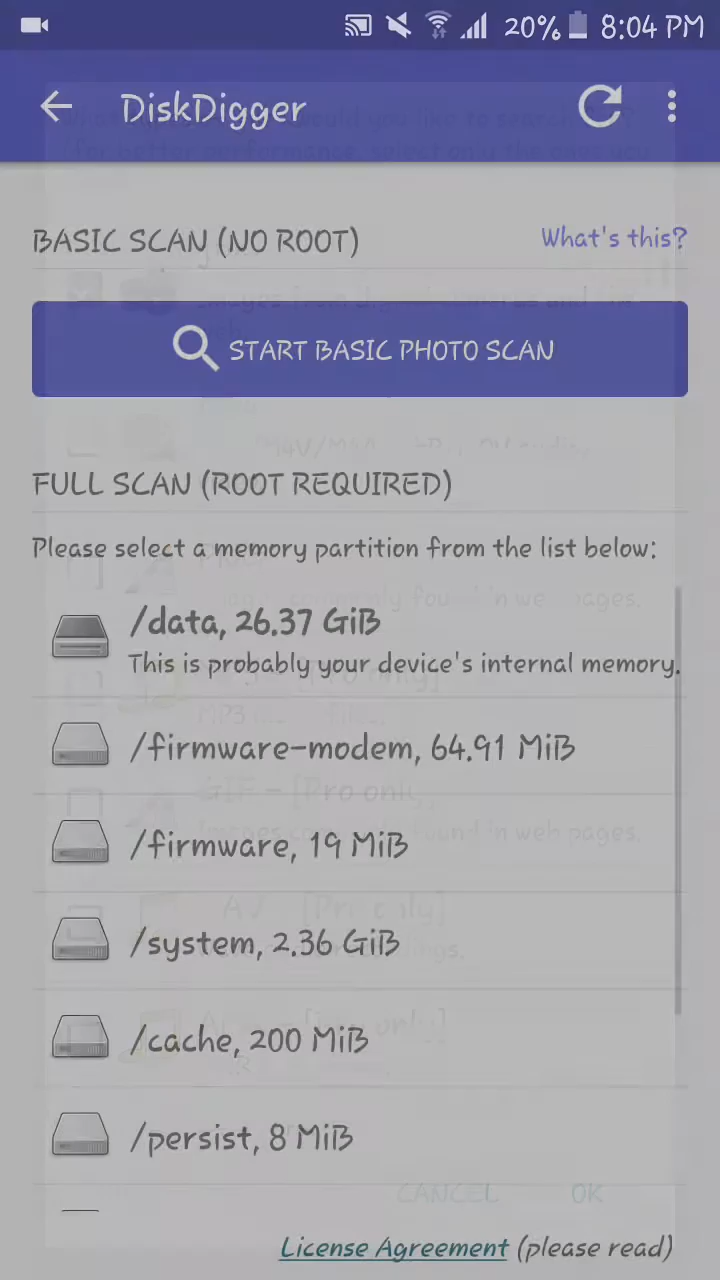 20% 8:04 PM
DiskDigger
BASIC SCAN (NO ROOT)
What's this?
START BASIC PHOTO SCAN
FULL SCAN (ROOT REQUIRED)
Please select a memory partition from the list below:
/data, 26.37 GiB
This is probably your device's internal memory.
/firmware-modem, 64.91 MiB
/firmware, 19 MiB
/system, 2.36 GiB
/cache, 200 MiB
/persist, 8 MiB
CANCEL OK
License Agreement (please read)